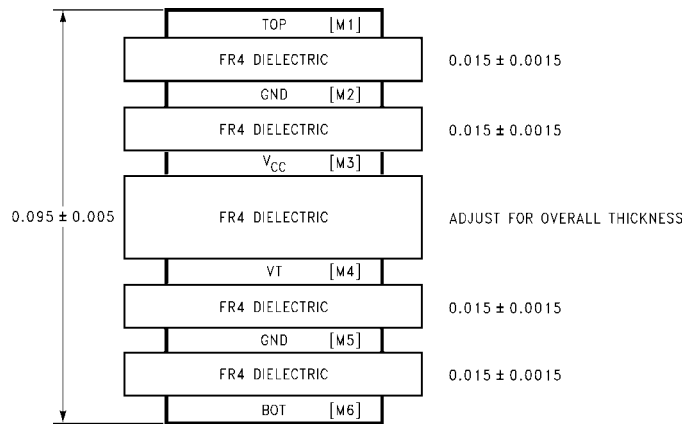 TOP [M1]
FR4 DIELECTRIC 0.015 ± 0.0015
GND [M2]
FR4 DIELECTRIC 0.015 ± 0.0015
VCC [M3]
0.095 ± 0.005 FR4 DIELECTRIC ADJUST FOR OVERALL THICKNESS
VT [M4]
FR4 DIELECTRIC 0.015 ± 0.0015
GND [M5]
FR4 DIELECTRIC 0.015 ± 0.0015
BOT [M6]